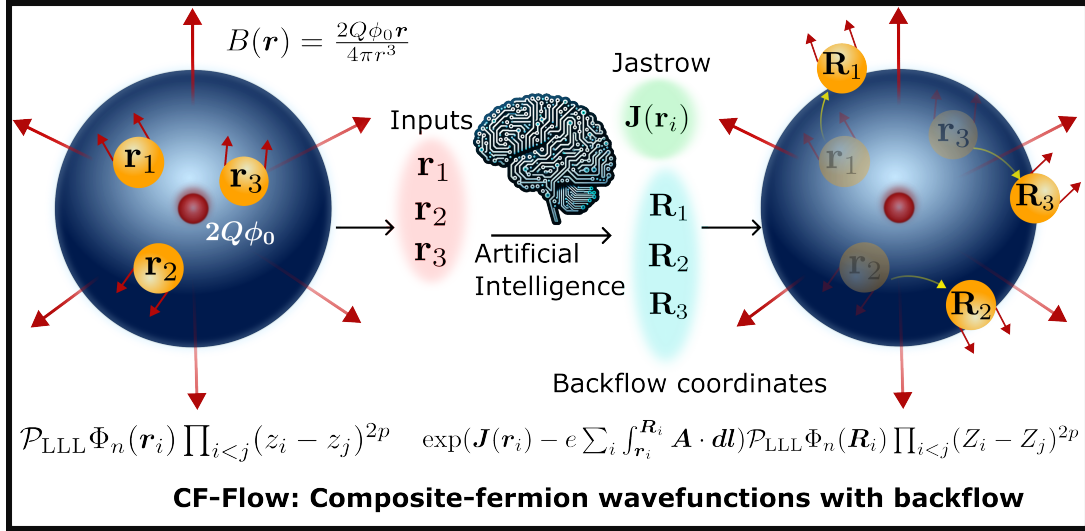 B(𝒓) = 2Qϕ₀𝒓 / 4πr³
r₁
r₃
2Qϕ₀
r₂
Inputs
r₁
r₂
r₃
Artificial
Intelligence
Jastrow
J(rᵢ)
R₁
R₂
R₃
Backflow coordinates
R₁
r₃
r₁
R₃
r₂
R₂
𝒫_LLL Φₙ(𝒓ᵢ) ∏_{i<j}(zᵢ − zⱼ)^{2p}
exp(𝑱(𝒓ᵢ) − e ∑ᵢ ∫_{𝒓ᵢ}^{𝑹ᵢ} 𝑨 · 𝒅𝒍)𝒫_LLL Φₙ(𝑹ᵢ) ∏_{i<j}(Zᵢ − Zⱼ)^{2p}
CF-Flow: Composite-fermion wavefunctions with backflow